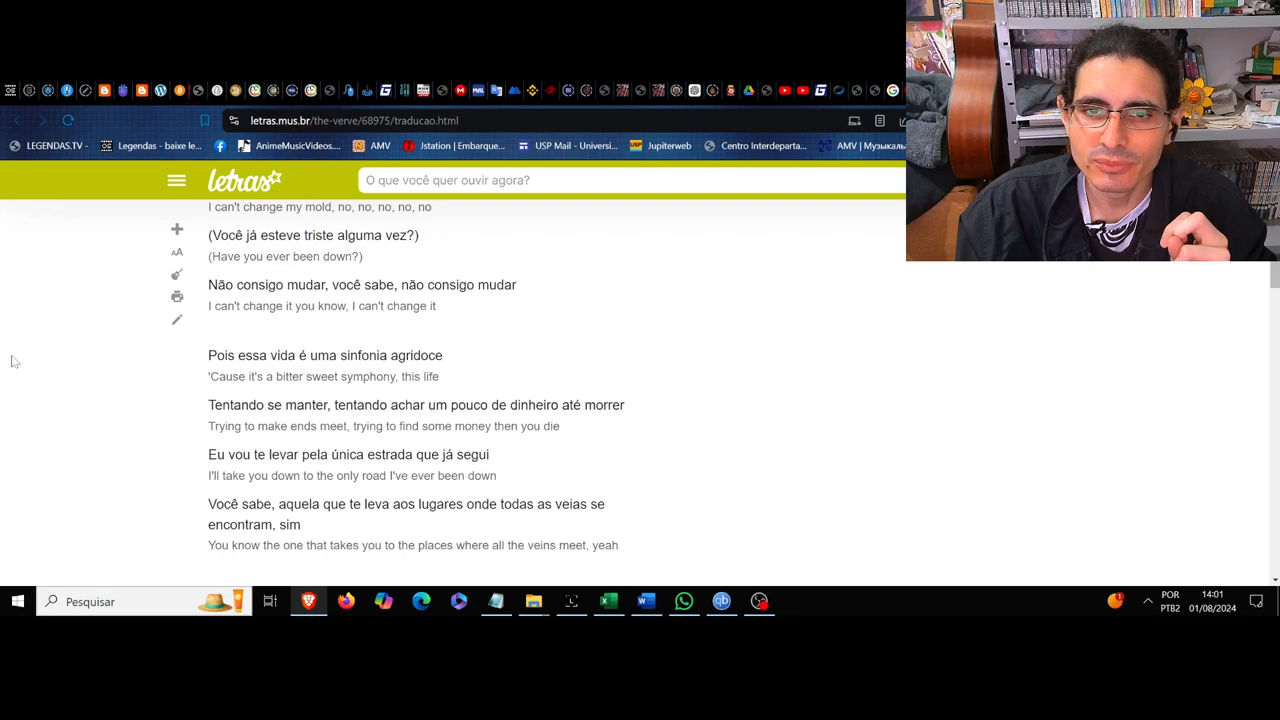 letras.mus.br/the-verve/68975/traducao.html
LEGENDAS.TV -
Legendas - baixe le...
AnimeMusicVideos....
AMV
Jstation | Embarque...
USP Mail - Universi...
Jupiterweb
Centro Interdeparta...
AMV | Музыкаль
letras
O que você quer ouvir agora?
I can't change my mold, no, no, no, no, no
(Você já esteve triste alguma vez?)
(Have you ever been down?)
Não consigo mudar, você sabe, não consigo mudar
I can't change it you know, I can't change it
Pois essa vida é uma sinfonia agridoce
'Cause it's a bitter sweet symphony, this life
Tentando se manter, tentando achar um pouco de dinheiro até morrer
Trying to make ends meet, trying to find some money then you die
Eu vou te levar pela única estrada que já segui
I'll take you down to the only road I've ever been down
Você sabe, aquela que te leva aos lugares onde todas as veias se
encontram, sim
You know the one that takes you to the places where all the veins meet, yeah
Pesquisar
POR
PTB2
14:01
01/08/2024